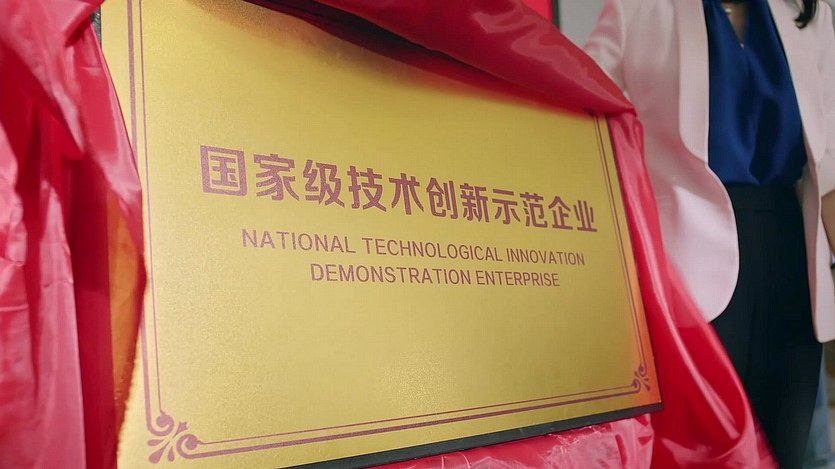 国家级技术创新示范企业
NATIONAL TECHNOLOGICAL INNOVATION
DEMONSTRATION ENTERPRISE